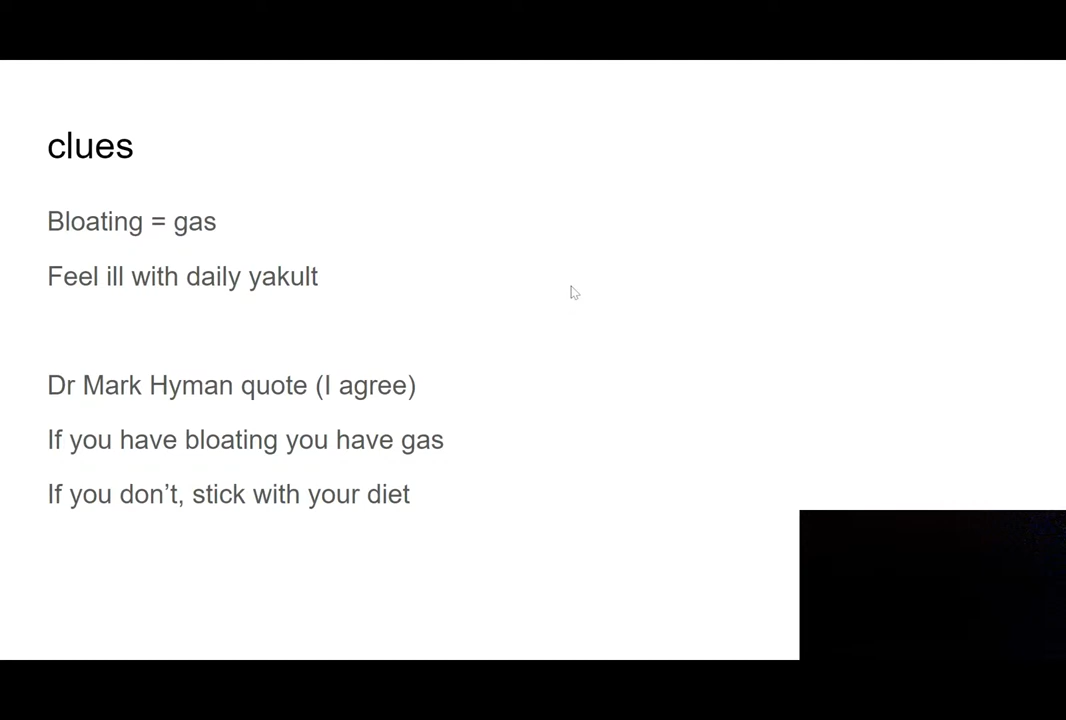 clues
Bloating = gas
Feel ill with daily yakult
Dr Mark Hyman quote (I agree)
If you have bloating you have gas
If you don’t, stick with your diet